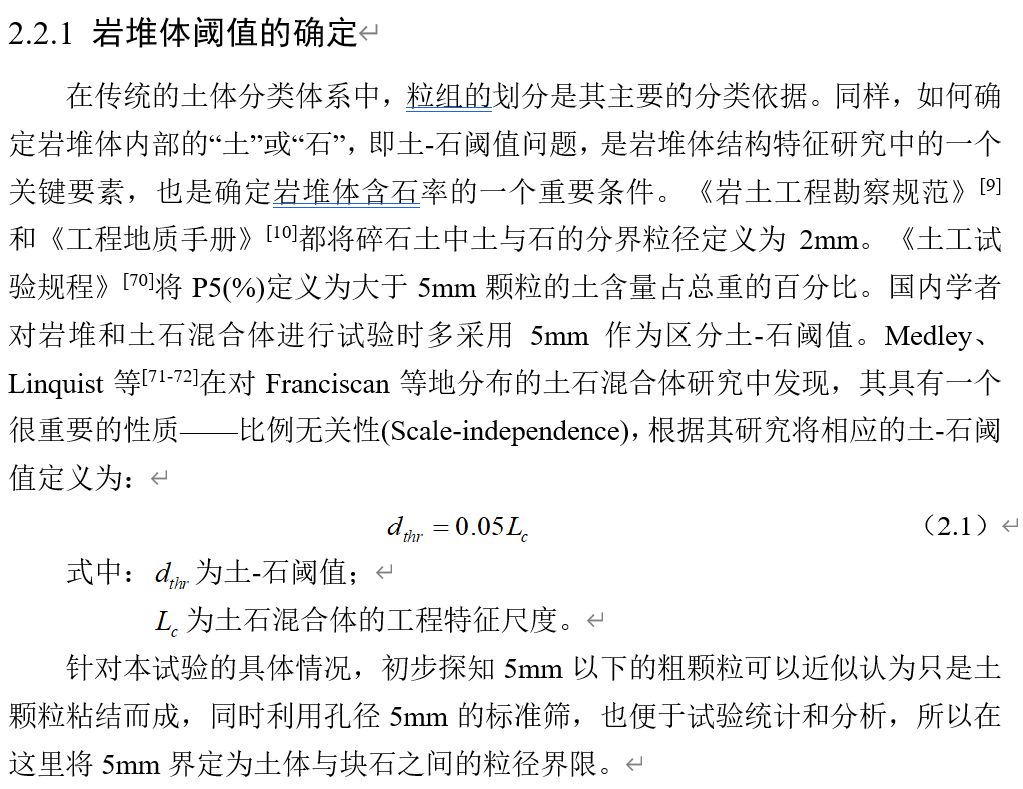 2.2.1 岩堆体阈值的确定↵
在传统的土体分类体系中，粒组的划分是其主要的分类依据。同样，如何确
定岩堆体内部的“土”或“石”，即土-石阈值问题，是岩堆体结构特征研究中的一个
关键要素，也是确定岩堆体含石率的一个重要条件。《岩土工程勘察规范》[9]
和《工程地质手册》[10]都将碎石土中土与石的分界粒径定义为 2mm。《土工试
验规程》[70]将 P5(%)定义为大于 5mm 颗粒的土含量占总重的百分比。国内学者
对岩堆和土石混合体进行试验时多采用 5mm 作为区分土-石阈值。Medley、
Linquist 等[71-72]在对 Franciscan 等地分布的土石混合体研究中发现，其具有一个
很重要的性质——比例无关性(Scale-independence)，根据其研究将相应的土-石阈
值定义为：↵
d_thr = 0.05L_c （2.1）↵
式中：d_thr 为土-石阈值；↵
L_c 为土石混合体的工程特征尺度。↵
针对本试验的具体情况，初步探知 5mm 以下的粗颗粒可以近似认为只是土
颗粒粘结而成，同时利用孔径 5mm 的标准筛，也便于试验统计和分析，所以在
这里将 5mm 界定为土体与块石之间的粒径界限。↵